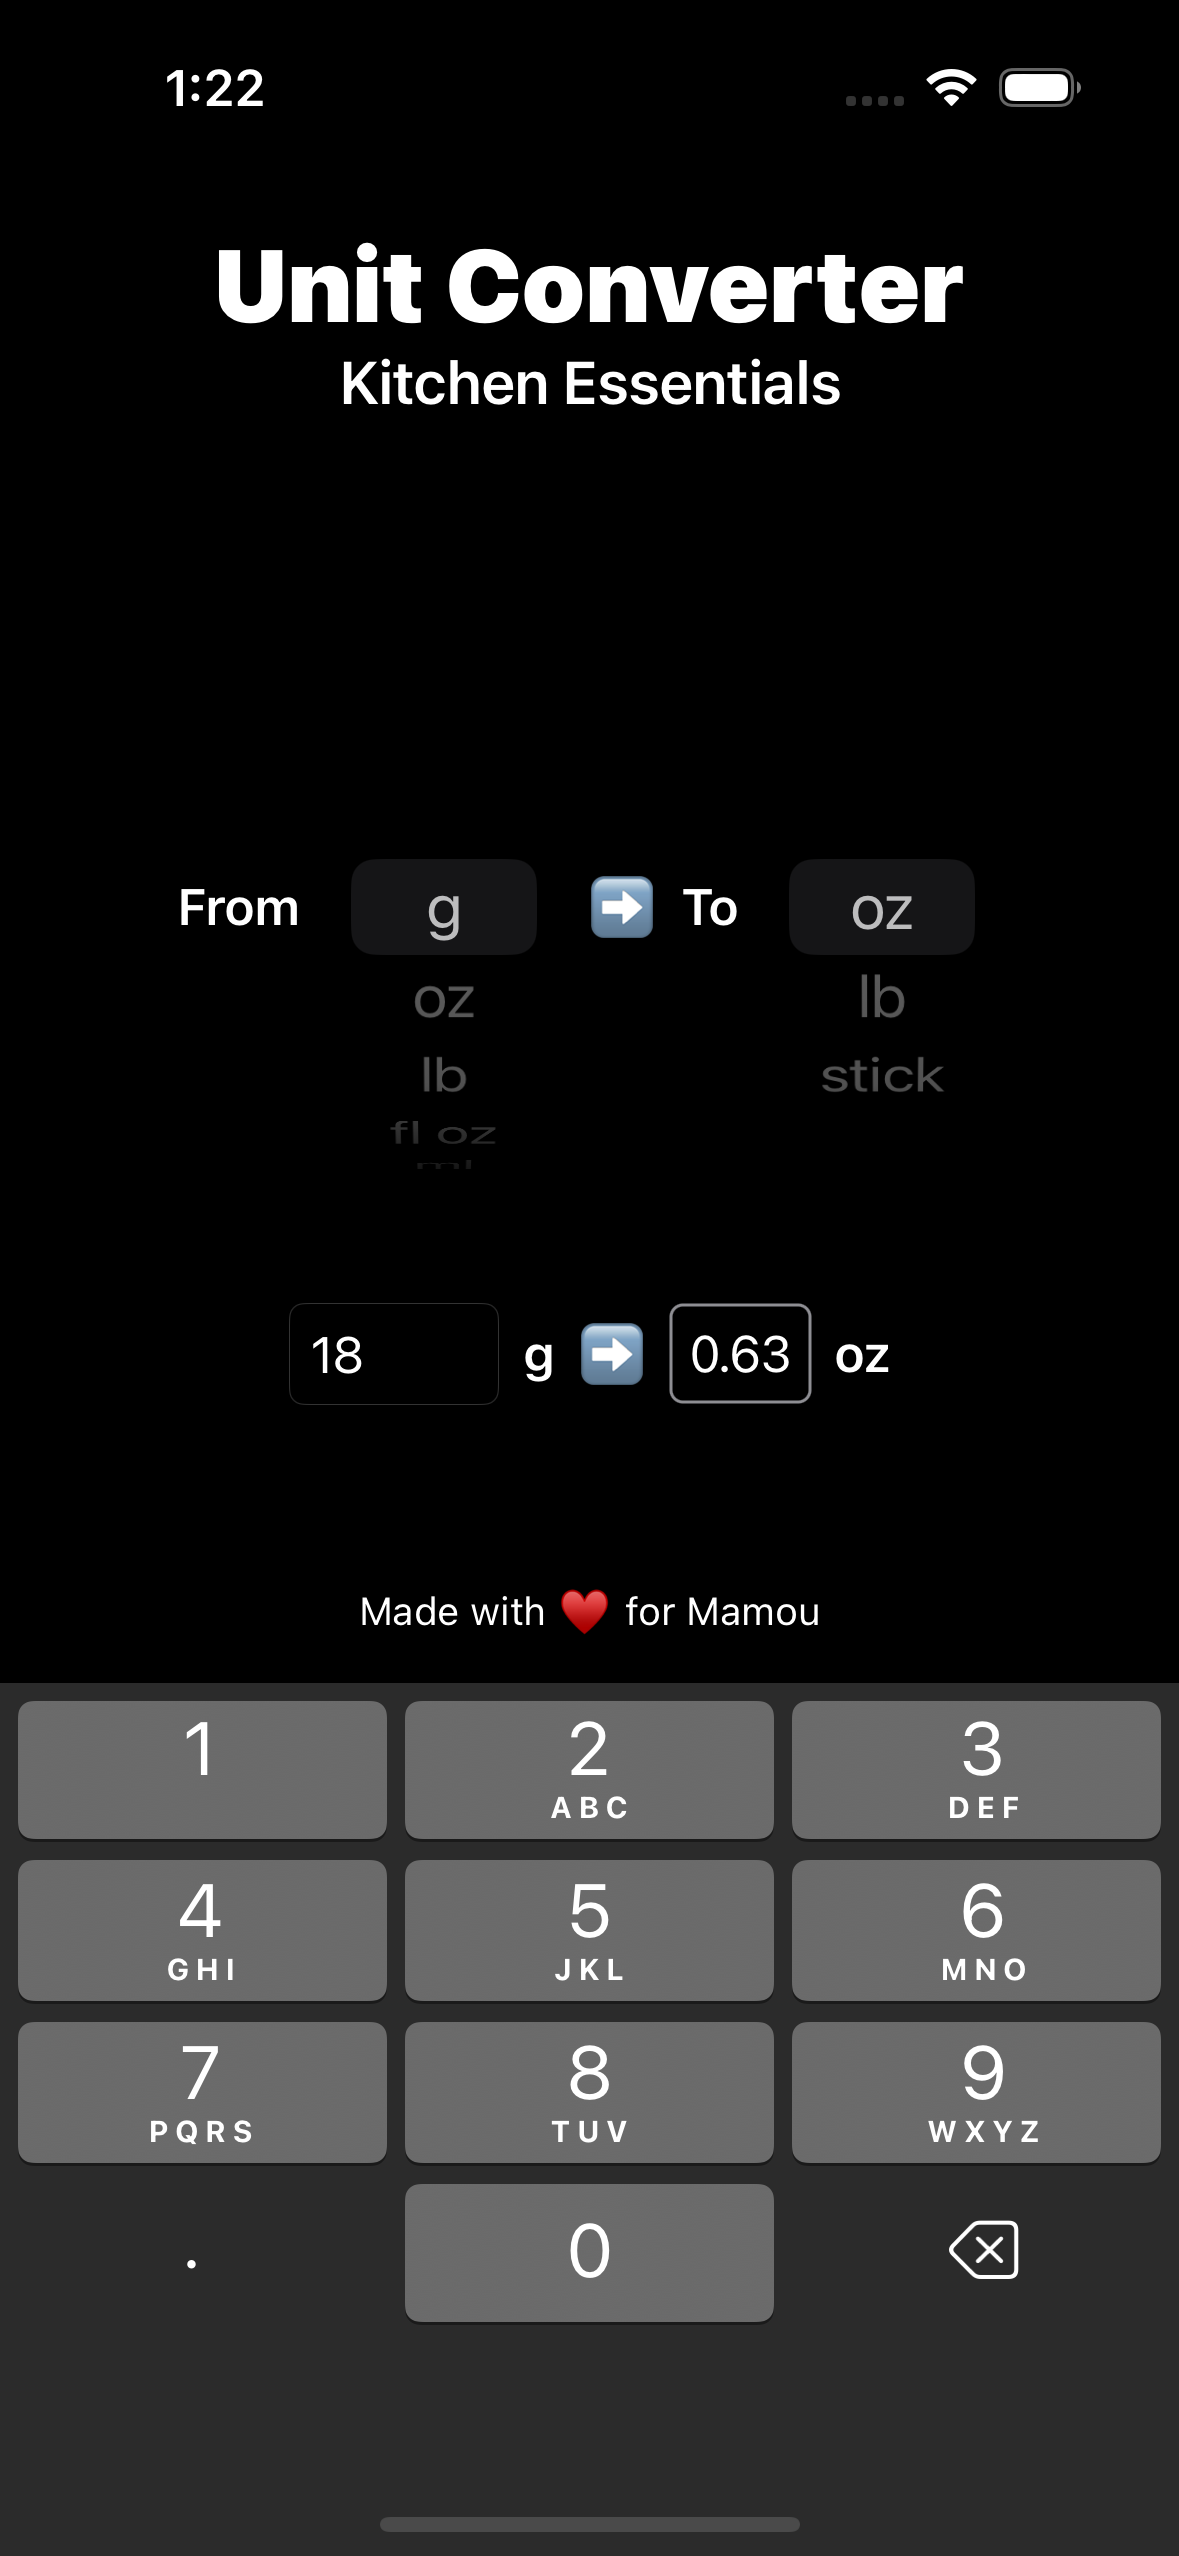 1:22
Unit Converter
Kitchen Essentials
From g ➡️ To oz
oz lb
lb stick
fl oz
ml
18 g ➡️ 0.63 oz
Made with ♥️ for Mamou
1 2 3
ABC DEF
4 5 6
GHI JKL MNO
7 8 9
PQRS TUV WXYZ
. 0